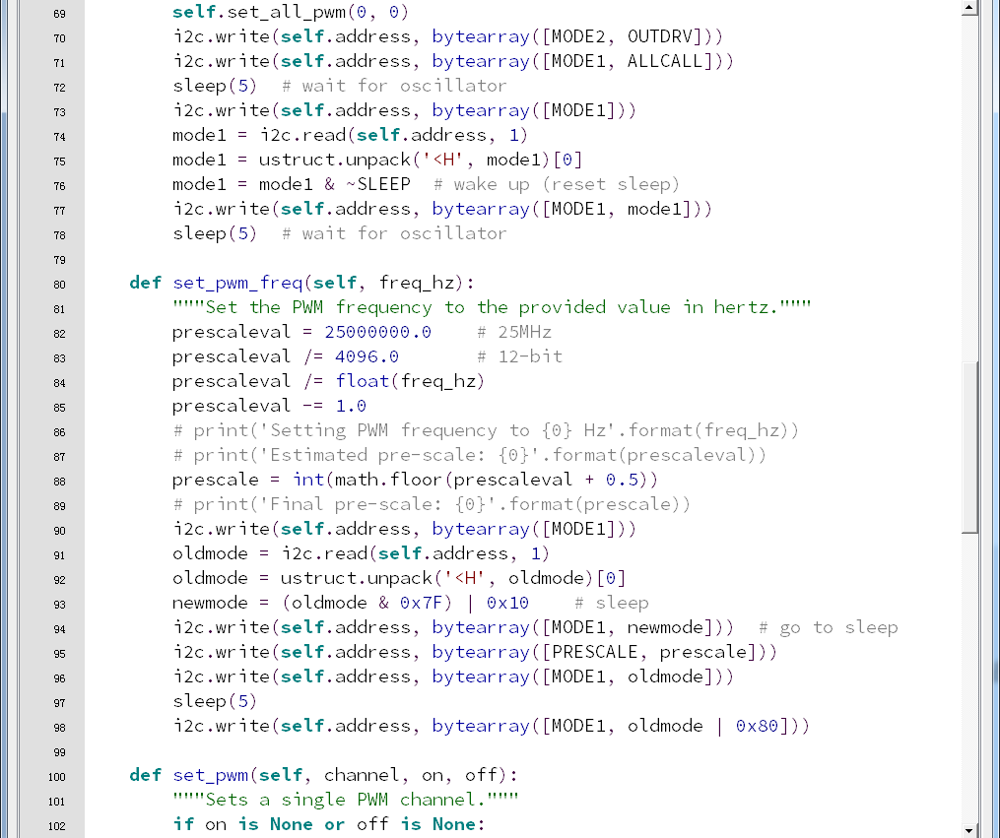 69 self.set_all_pwm(0, 0)
70 i2c.write(self.address, bytearray([MODE2, OUTDRV]))
71 i2c.write(self.address, bytearray([MODE1, ALLCALL]))
72 sleep(5)  # wait for oscillator
73 i2c.write(self.address, bytearray([MODE1]))
74 mode1 = i2c.read(self.address, 1)
75 mode1 = ustruct.unpack('<H', mode1)[0]
76 mode1 = mode1 & ~SLEEP  # wake up (reset sleep)
77 i2c.write(self.address, bytearray([MODE1, mode1]))
78 sleep(5)  # wait for oscillator
79
80 def set_pwm_freq(self, freq_hz):
81 """Set the PWM frequency to the provided value in hertz."""
82 prescaleval = 25000000.0    # 25MHz
83 prescaleval /= 4096.0       # 12-bit
84 prescaleval /= float(freq_hz)
85 prescaleval -= 1.0
86 # print('Setting PWM frequency to {0} Hz'.format(freq_hz))
87 # print('Estimated pre-scale: {0}'.format(prescaleval))
88 prescale = int(math.floor(prescaleval + 0.5))
89 # print('Final pre-scale: {0}'.format(prescale))
90 i2c.write(self.address, bytearray([MODE1]))
91 oldmode = i2c.read(self.address, 1)
92 oldmode = ustruct.unpack('<H', oldmode)[0]
93 newmode = (oldmode & 0x7F) | 0x10    # sleep
94 i2c.write(self.address, bytearray([MODE1, newmode]))  # go to sleep
95 i2c.write(self.address, bytearray([PRESCALE, prescale]))
96 i2c.write(self.address, bytearray([MODE1, oldmode]))
97 sleep(5)
98 i2c.write(self.address, bytearray([MODE1, oldmode | 0x80]))
99
100 def set_pwm(self, channel, on, off):
101 """Sets a single PWM channel."""
102 if on is None or off is None: